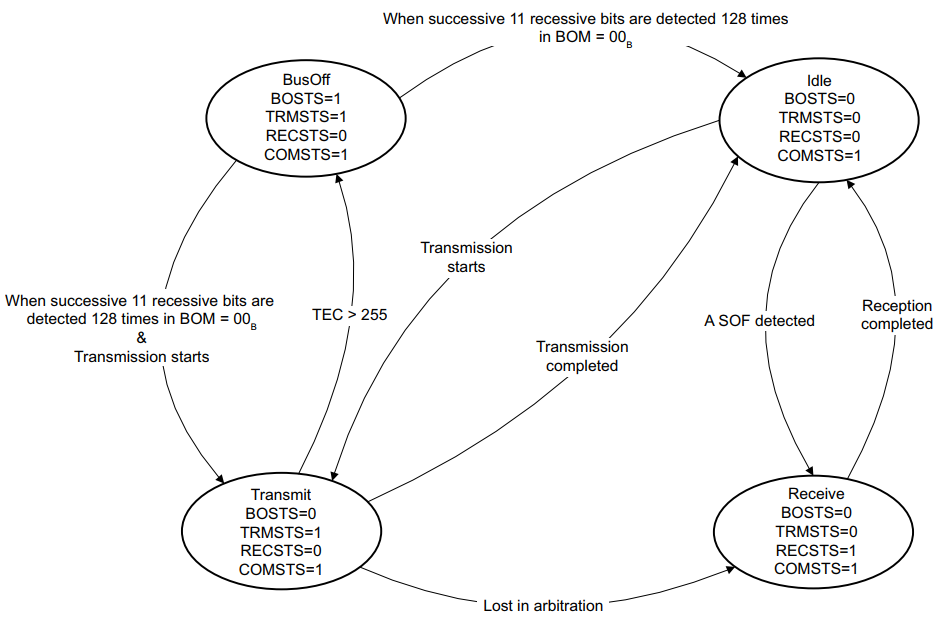 When successive 11 recessive bits are detected 128 times
in BOM = 00B
BusOff
BOSTS=1
TRMSTS=1
RECSTS=0
COMSTS=1
Idle
BOSTS=0
TRMSTS=0
RECSTS=0
COMSTS=1
Transmission
starts
When successive 11 recessive bits are
detected 128 times in BOM = 00B
&
Transmission starts
TEC > 255
Transmission
completed
A SOF detected
Reception
completed
Transmit
BOSTS=0
TRMSTS=1
RECSTS=0
COMSTS=1
Receive
BOSTS=0
TRMSTS=0
RECSTS=1
COMSTS=1
Lost in arbitration